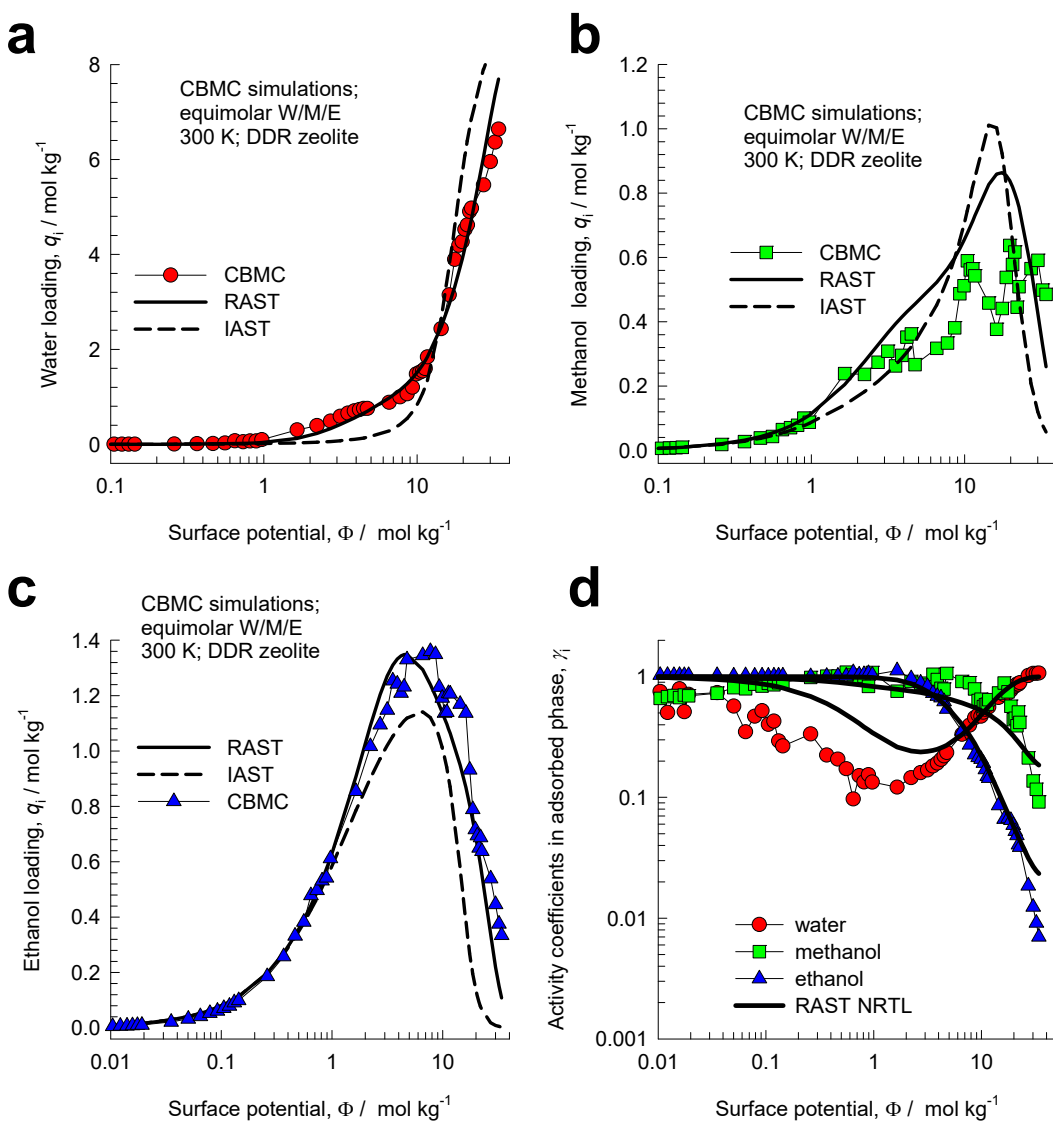 a
8
6
4
2
0
0.1
1
10
Water loading, qi / mol kg-1
Surface potential, Φ / mol kg-1
CBMC simulations;
equimolar W/M/E
300 K; DDR zeolite
CBMC
RAST
IAST
b
1.2
1.0
0.8
0.6
0.4
0.2
0.0
0.1
1
10
Methanol loading, qi / mol kg-1
Surface potential, Φ / mol kg-1
CBMC simulations;
equimolar W/M/E
300 K; DDR zeolite
CBMC
RAST
IAST
c
1.4
1.2
1.0
0.8
0.6
0.4
0.2
0.0
0.01
0.1
1
10
Ethanol loading, qi / mol kg-1
Surface potential, Φ / mol kg-1
CBMC simulations;
equimolar W/M/E
300 K; DDR zeolite
RAST
IAST
CBMC
d
1
0.1
0.01
0.001
0.01
0.1
1
10
Activity coefficients in adsorbed phase, γi
Surface potential, Φ / mol kg-1
water
methanol
ethanol
RAST NRTL